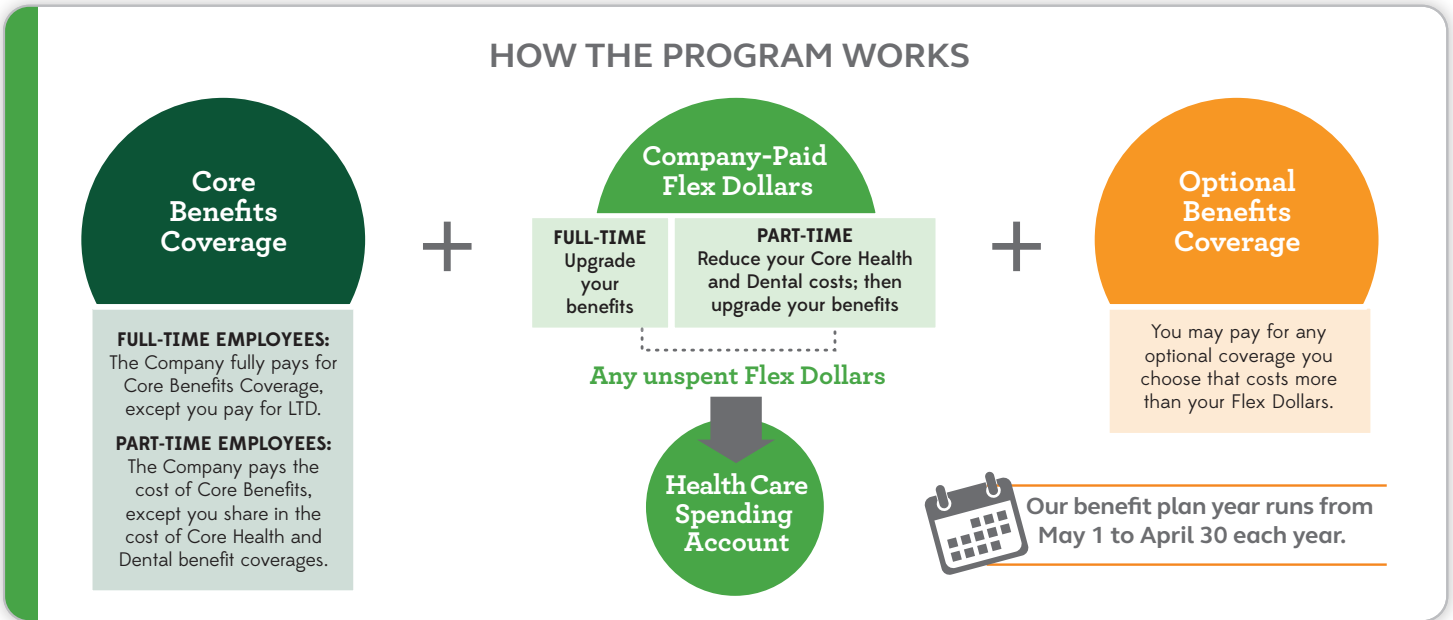 HOW THE PROGRAM WORKS
Core
Benefits
Coverage
FULL-TIME EMPLOYEES:
The Company fully pays for
Core Benefits Coverage,
except you pay for LTD.
PART-TIME EMPLOYEES:
The Company pays the
cost of Core Benefits,
except you share in the
cost of Core Health and
Dental benefit coverages.
+
Company-Paid
Flex Dollars
FULL-TIME
Upgrade
your
benefits
PART-TIME
Reduce your Core Health
and Dental costs; then
upgrade your benefits
Any unspent Flex Dollars
Health Care
Spending
Account
+
Optional
Benefits
Coverage
You may pay for any
optional coverage you
choose that costs more
than your Flex Dollars.
Our benefit plan year runs from
May 1 to April 30 each year.